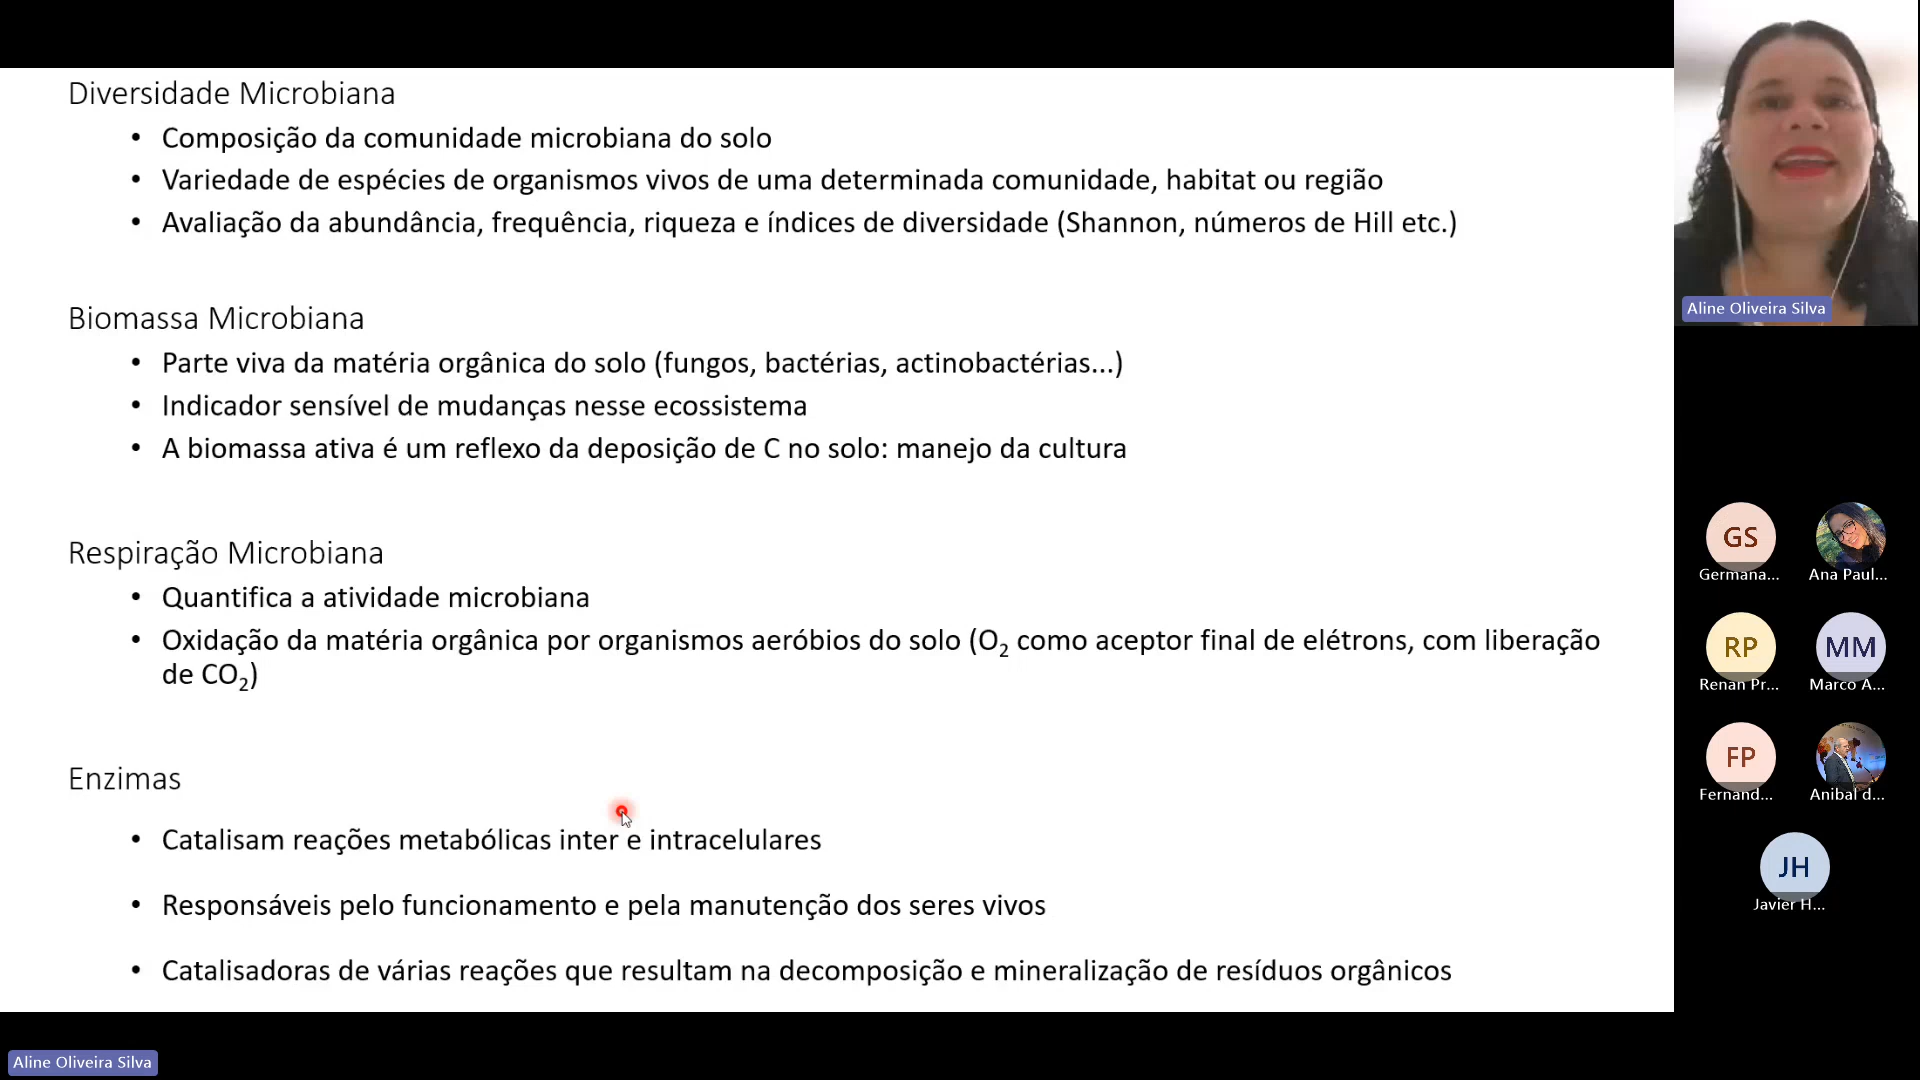 Diversidade Microbiana
• Composição da comunidade microbiana do solo
• Variedade de espécies de organismos vivos de uma determinada comunidade, habitat ou região
• Avaliação da abundância, frequência, riqueza e índices de diversidade (Shannon, números de Hill etc.)
Biomassa Microbiana
• Parte viva da matéria orgânica do solo (fungos, bactérias, actinobactérias...)
• Indicador sensível de mudanças nesse ecossistema
• A biomassa ativa é um reflexo da deposição de C no solo: manejo da cultura
Respiração Microbiana
• Quantifica a atividade microbiana
• Oxidação da matéria orgânica por organismos aeróbios do solo (O₂ como aceptor final de elétrons, com liberação
de CO₂)
Enzimas
• Catalisam reações metabólicas inter e intracelulares
• Responsáveis pelo funcionamento e pela manutenção dos seres vivos
• Catalisadoras de várias reações que resultam na decomposição e mineralização de resíduos orgânicos
Aline Oliveira Silva
GS
Germana...
Ana Paul...
RP
Renan Pr...
MM
Marco A...
FP
Fernand...
Anibal d...
JH
Javier H...
Aline Oliveira Silva